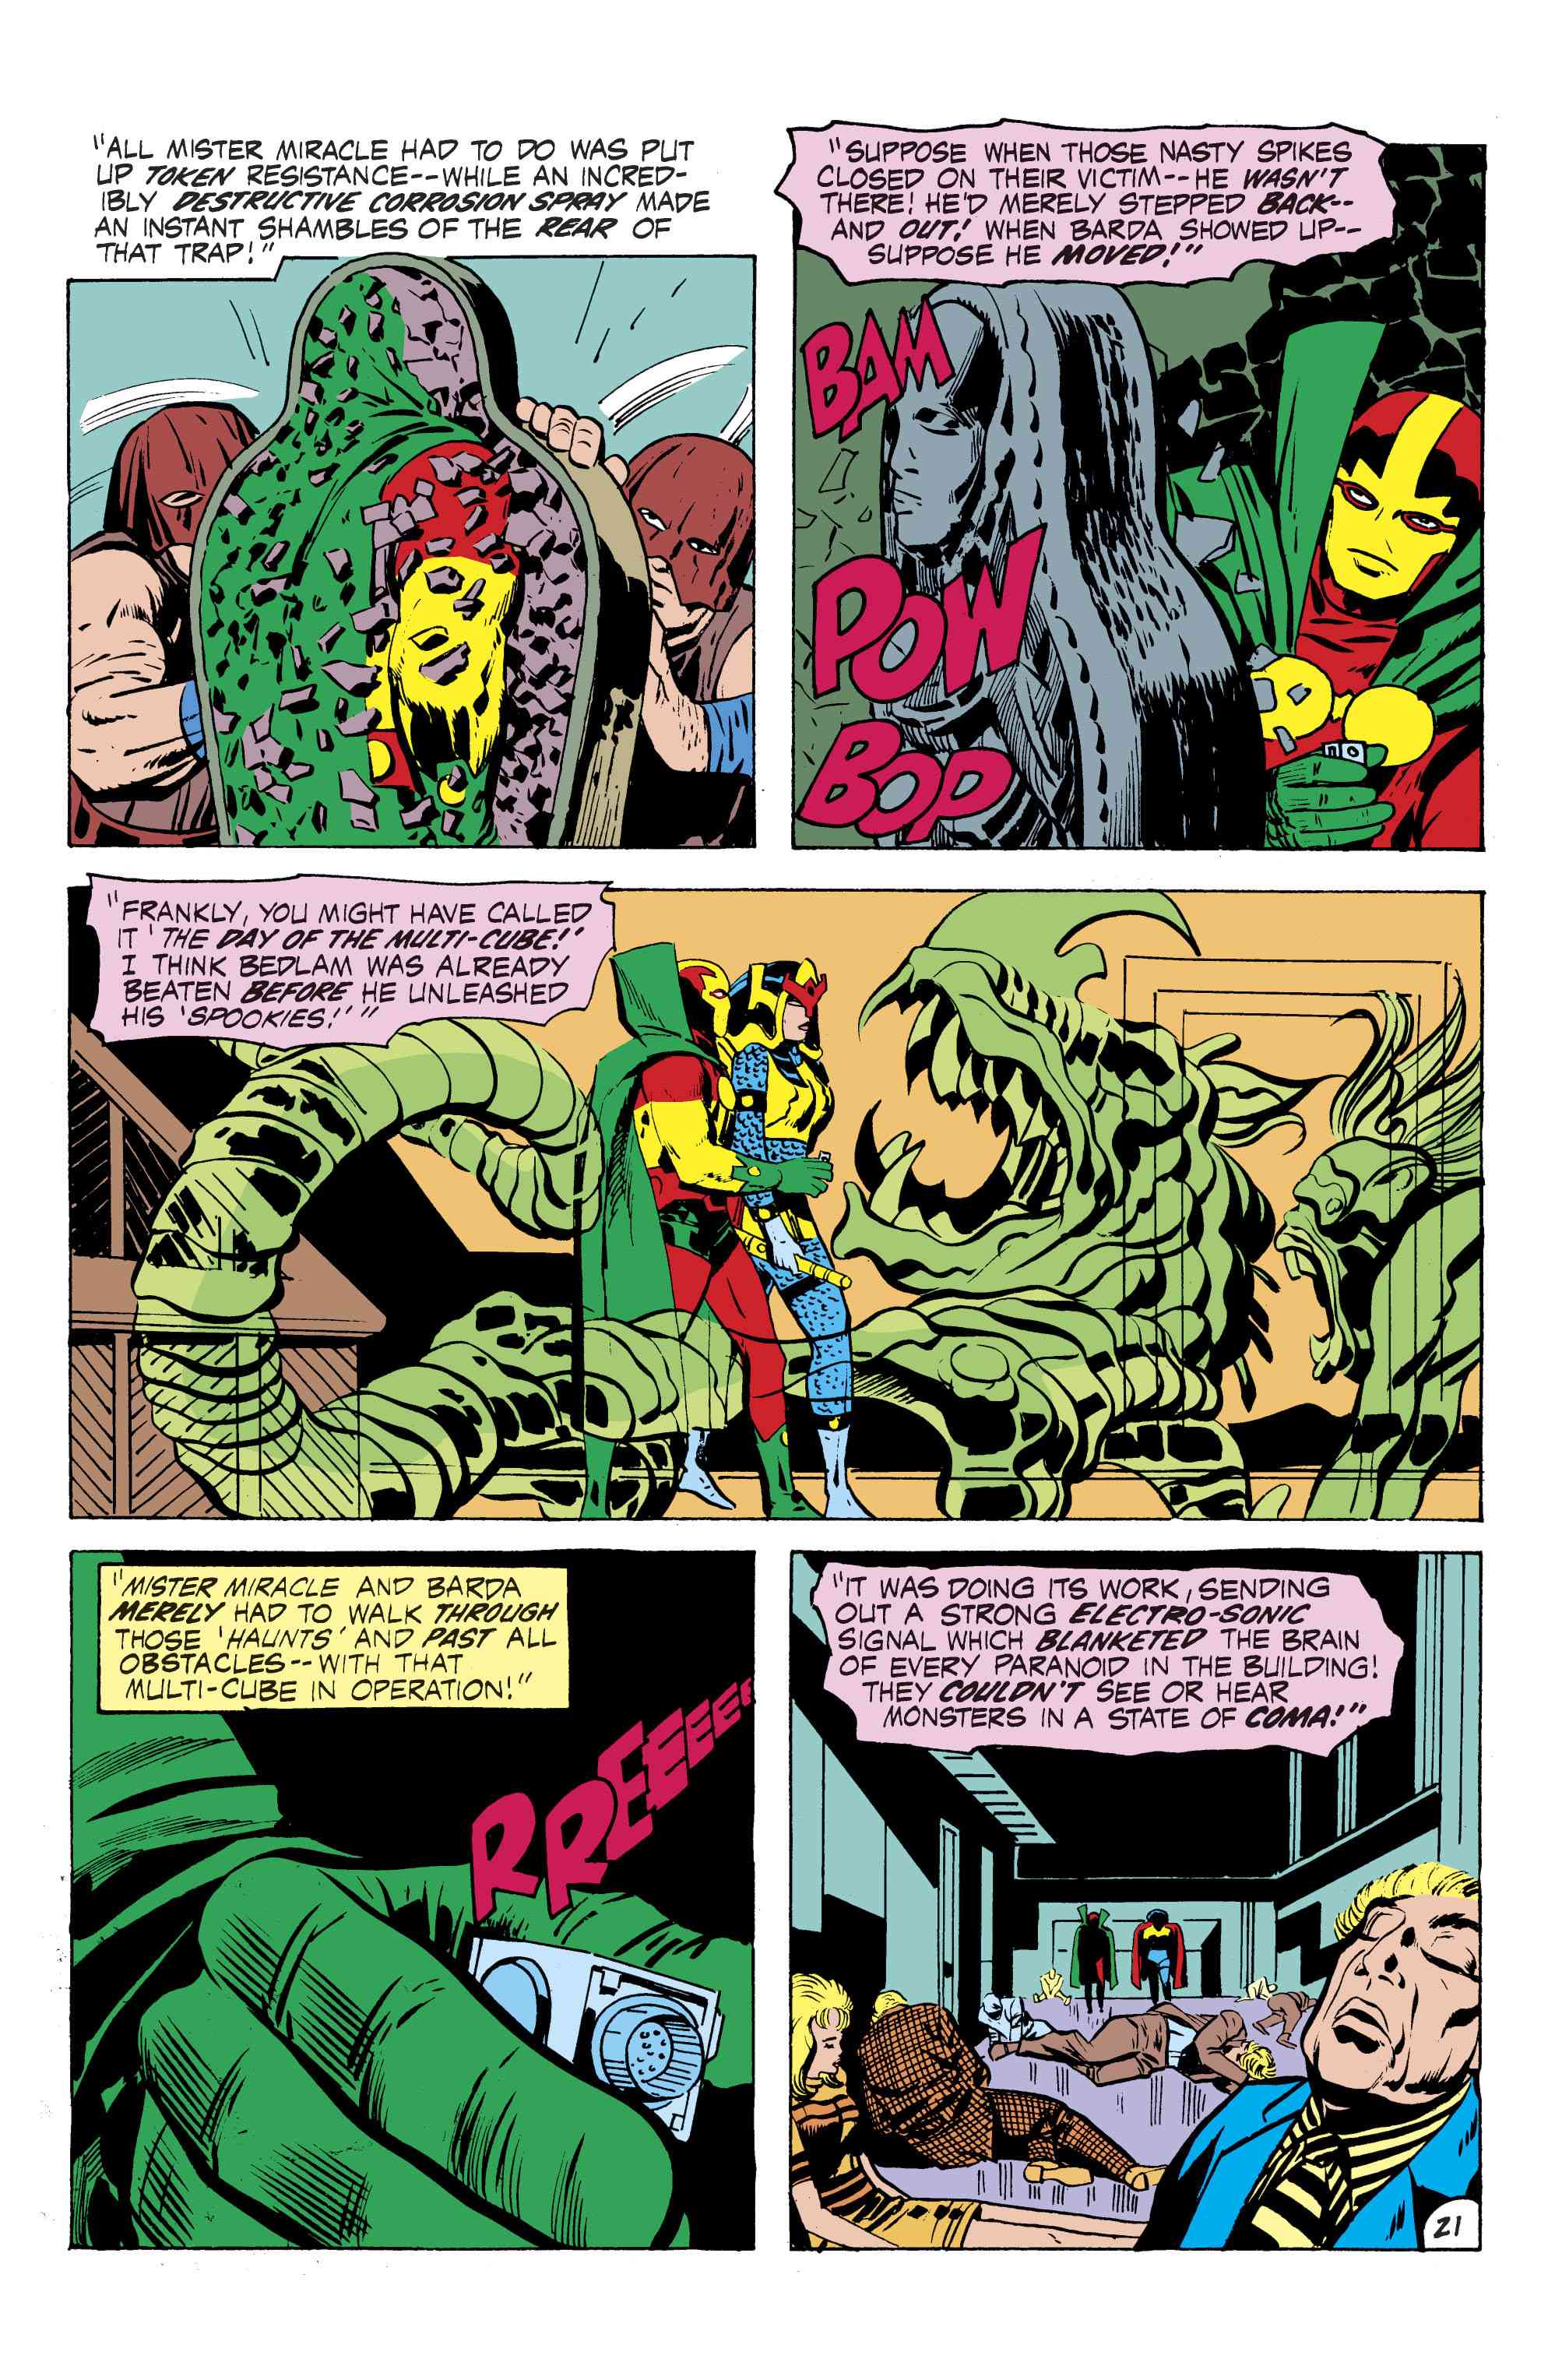 "ALL MISTER MIRACLE HAD TO DO WAS PUT
UP TOKEN RESISTANCE--WHILE AN INCRED-
IBLY DESTRUCTIVE CORROSION SPRAY MADE
AN INSTANT SHAMBLES OF THE REAR OF
THAT TRAP!"
"SUPPOSE WHEN THOSE NASTY SPIKES
CLOSED ON THEIR VICTIM--HE WASN'T
THERE! HE'D MERELY STEPPED BACK--
AND OUT! WHEN BARDA SHOWED UP--
SUPPOSE HE MOVED!"
BAM
POW
BOP
"FRANKLY, YOU MIGHT HAVE CALLED
IT 'THE DAY OF THE MULTI-CUBE!'
I THINK BEDLAM WAS ALREADY
BEATEN BEFORE HE UNLEASHED
HIS 'SPOOKIES!'"
"MISTER MIRACLE AND BARDA
MERELY HAD TO WALK THROUGH
THOSE 'HAUNTS' AND PAST ALL
OBSTACLES--WITH THAT
MULTI-CUBE IN OPERATION!"
RREEEEEEE
"IT WAS DOING ITS WORK, SENDING
OUT A STRONG ELECTRO-SONIC
SIGNAL WHICH BLANKETED THE BRAIN
OF EVERY PARANOID IN THE BUILDING!
THEY COULDN'T SEE OR HEAR
MONSTERS IN A STATE OF COMA!"
21